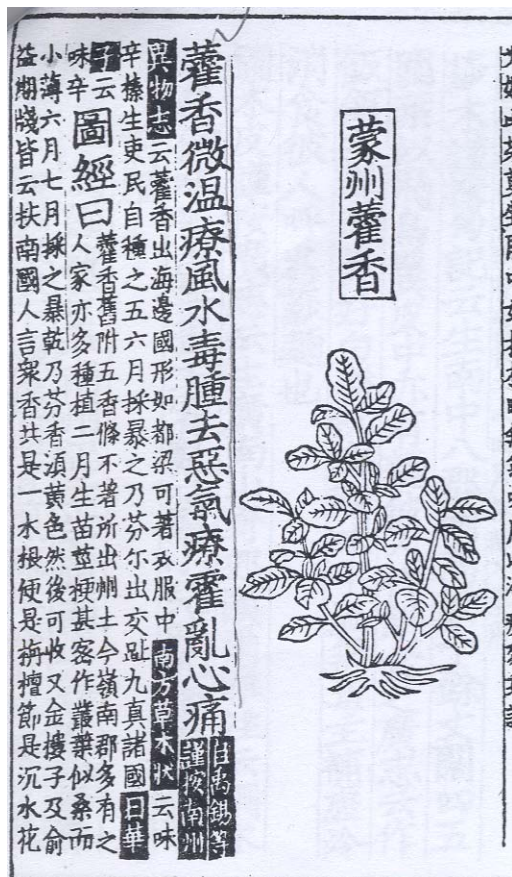 蒙州藿香
藿香微温療風水毒腫去惡氣療霍亂心痛
臣禹錫等
謹按南州
異物志云藿香出海邊國形如都梁可著衣服中南方草木狀云味
辛榛生吏民自種之五六月採暴之乃芬尔出交趾九真諸國日華
子云
味辛
圖經曰
藿香舊附五香條不著所出州土今嶺南郡多有之
人家亦多種植二月生苗莖梗甚密作叢葉似桑而
小薄六月七月採之暴乾乃芬香須黃色然後可收又金樓子及俞
益期牋皆云扶南國人言衆香共是一木根便是栴檀節是沉水花